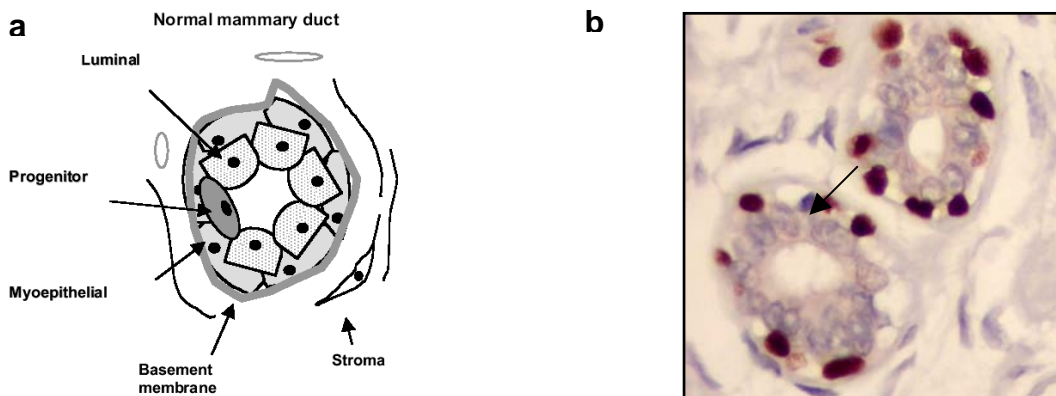 a
Normal mammary duct
Luminal
Progenitor
Myoepithelial
Basement
membrane
Stroma
b